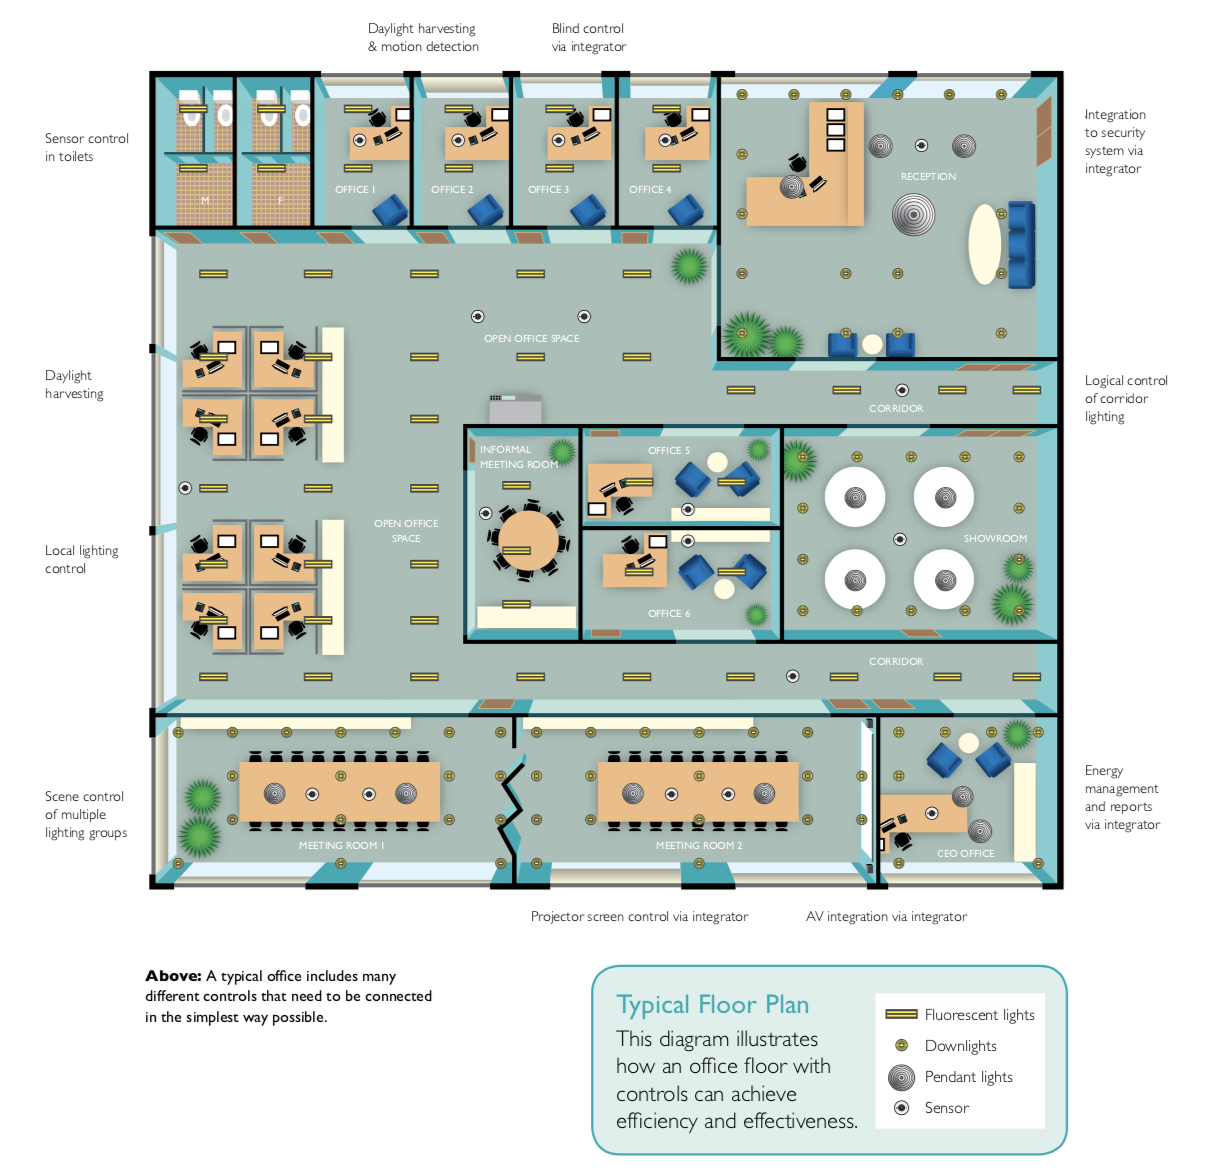 Daylight harvesting
& motion detection
Blind control
via integrator
Sensor control
in toilets
Integration
to security
system via
integrator
M
F
OFFICE 1
OFFICE 2
OFFICE 3
OFFICE 4
RECEPTION
OPEN OFFICE SPACE
Daylight
harvesting
Logical control
of corridor
lighting
CORRIDOR
INFORMAL
MEETING ROOM
OFFICE 5
OPEN OFFICE
SPACE
SHOWROOM
Local lighting
control
OFFICE 6
CORRIDOR
Scene control
of multiple
lighting groups
Energy
management
and reports
via integrator
MEETING ROOM 1
MEETING ROOM 2
CEO OFFICE
Projector screen control via integrator
AV integration via integrator
Above: A typical office includes many
different controls that need to be connected
in the simplest way possible.
Typical Floor Plan
This diagram illustrates
how an office floor with
controls can achieve
efficiency and effectiveness.
Fluorescent lights
Downlights
Pendant lights
Sensor